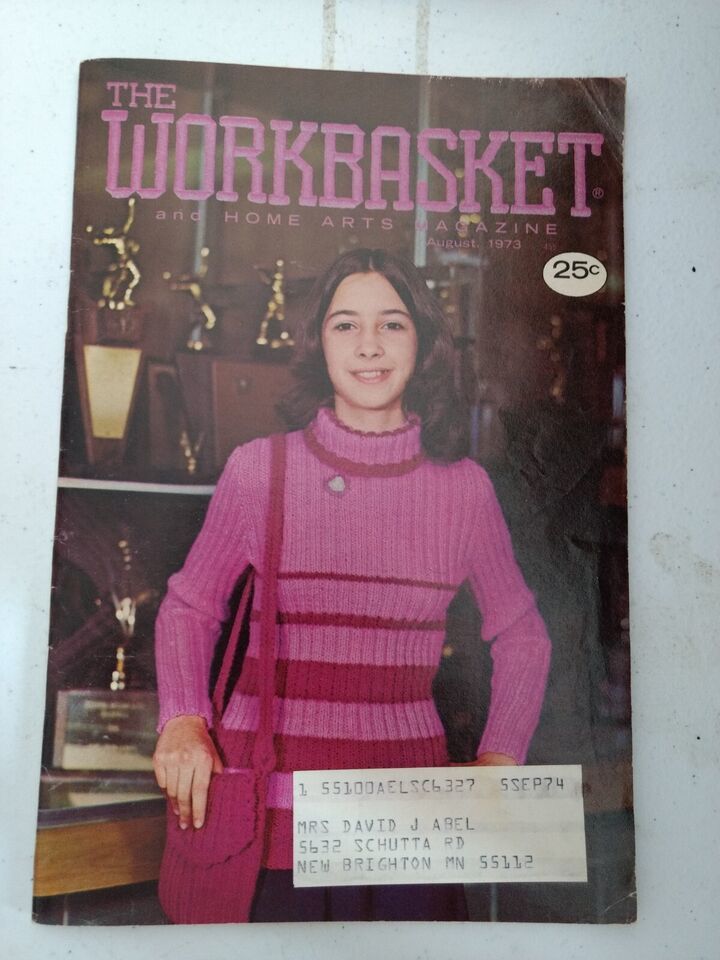 THE
WORKBASKET®
and HOME ARTS MAGAZINE
August, 1973
25c
1 55100AELSC6327 5SEP74
MRS DAVID J ABEL
5632 SCHUTTA RD
NEW BRIGHTON MN 55112